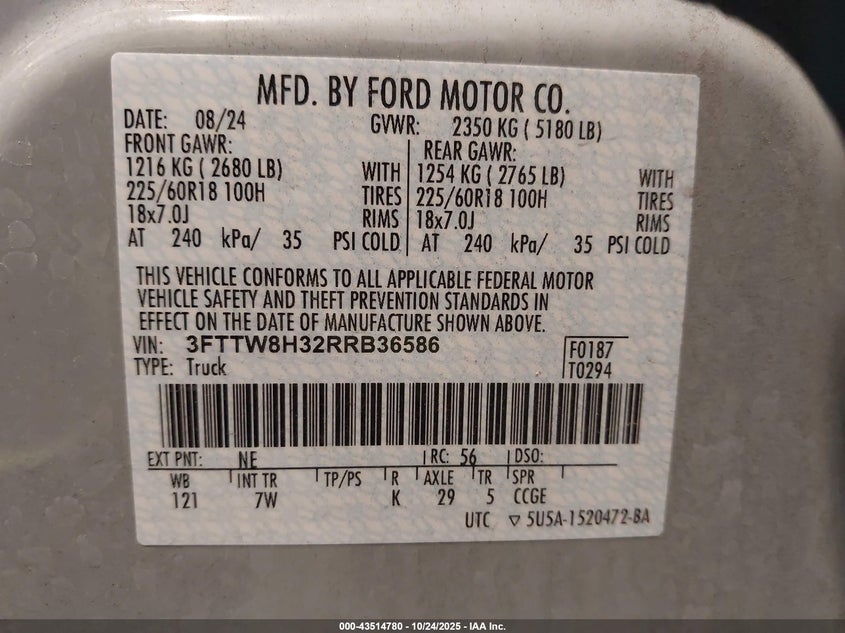 MFD. BY FORD MOTOR CO.
DATE: 08/24 GVWR: 2350 KG ( 5180 LB)
FRONT GAWR: REAR GAWR:
1216 KG ( 2680 LB) WITH 1254 KG ( 2765 LB) WITH
225/60R18 100H TIRES 225/60R18 100H TIRES
18x7.0J RIMS 18x7.0J RIMS
AT 240 kPa/ 35 PSI COLD AT 240 kPa/ 35 PSI COLD
THIS VEHICLE CONFORMS TO ALL APPLICABLE FEDERAL MOTOR
VEHICLE SAFETY AND THEFT PREVENTION STANDARDS IN
EFFECT ON THE DATE OF MANUFACTURE SHOWN ABOVE.
VIN: 3FTTW8H32RRB36586 F0187
TYPE: Truck T0294
EXT PNT: NE RC: 56 DSO:
WB INT TR TP/PS R AXLE TR SPR
121 7W K 29 5 CCGE
UTC ▽ 5U5A-1520472-BA
000-43514780 - 10/24/2025 - IAA Inc.